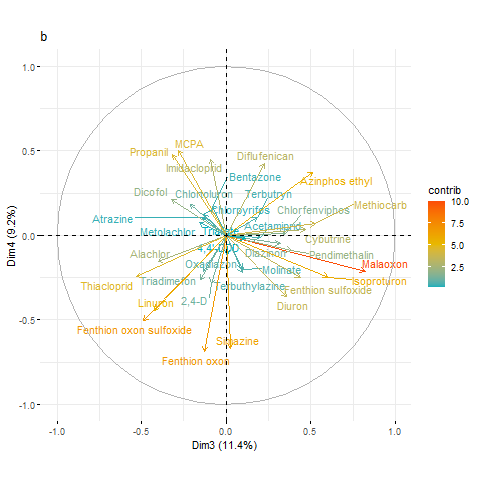 b
contrib
10.0
7.5
5.0
2.5
Dim4 (9.2%)
1.0
0.5
0.0
-0.5
-1.0
MCPA
Propanil
Diflufenican
Imidacloprid
Bentazone
Azinphos ethyl
Dicofol
Chlortoluron
Terbutryn
Methiocarb
Chlorpyrifos
Chlorfenviphos
Atrazine
Acetamiprid
Metolachlor
Cybutrine
Diazinon
Pendimethalin
Alachlor
Oxadiazon
Molinate
Malaoxon
Thiacloprid
Triadimefon
Terbuthylazine
Isoproturon
Fenthion sulfoxide
Linuron
2,4-D
Diuron
Fenthion oxon sulfoxide
Simazine
Fenthion oxon
-1.0
-0.5
0.0
0.5
1.0
Dim3 (11.4%)